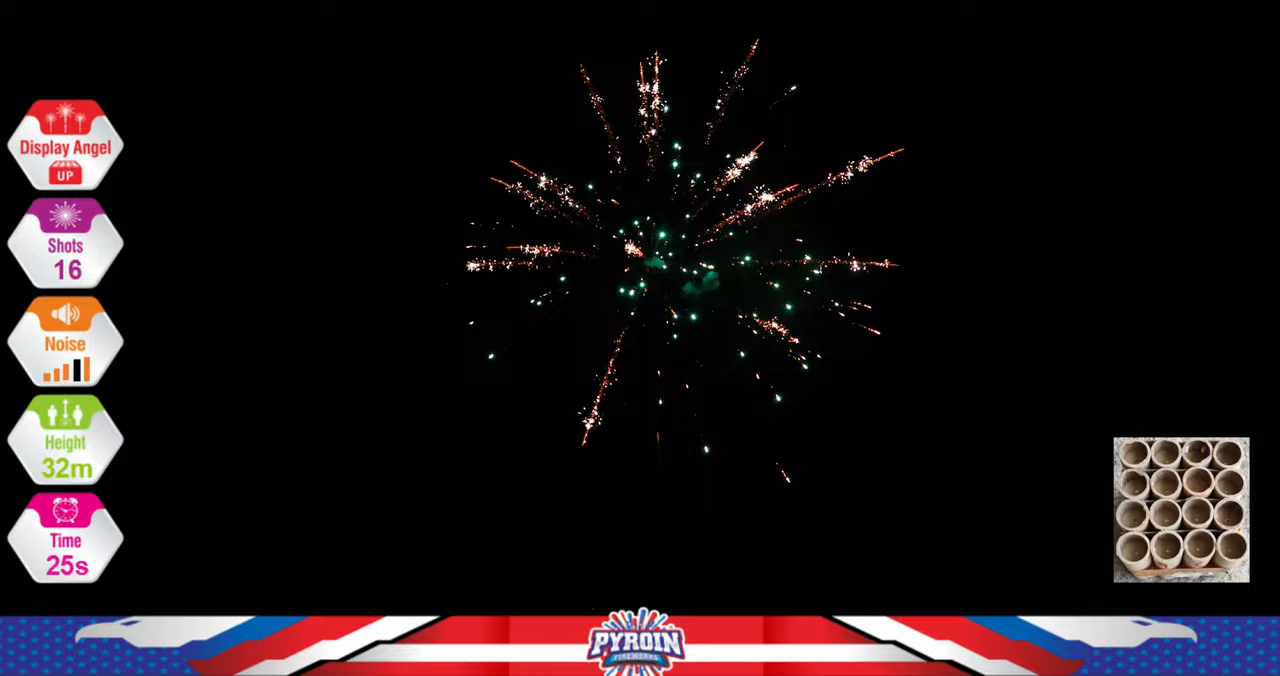 Display Angel
UP
Shots
16
Noise
Height
32m
Time
25s
PYROIN
FIREWORKS